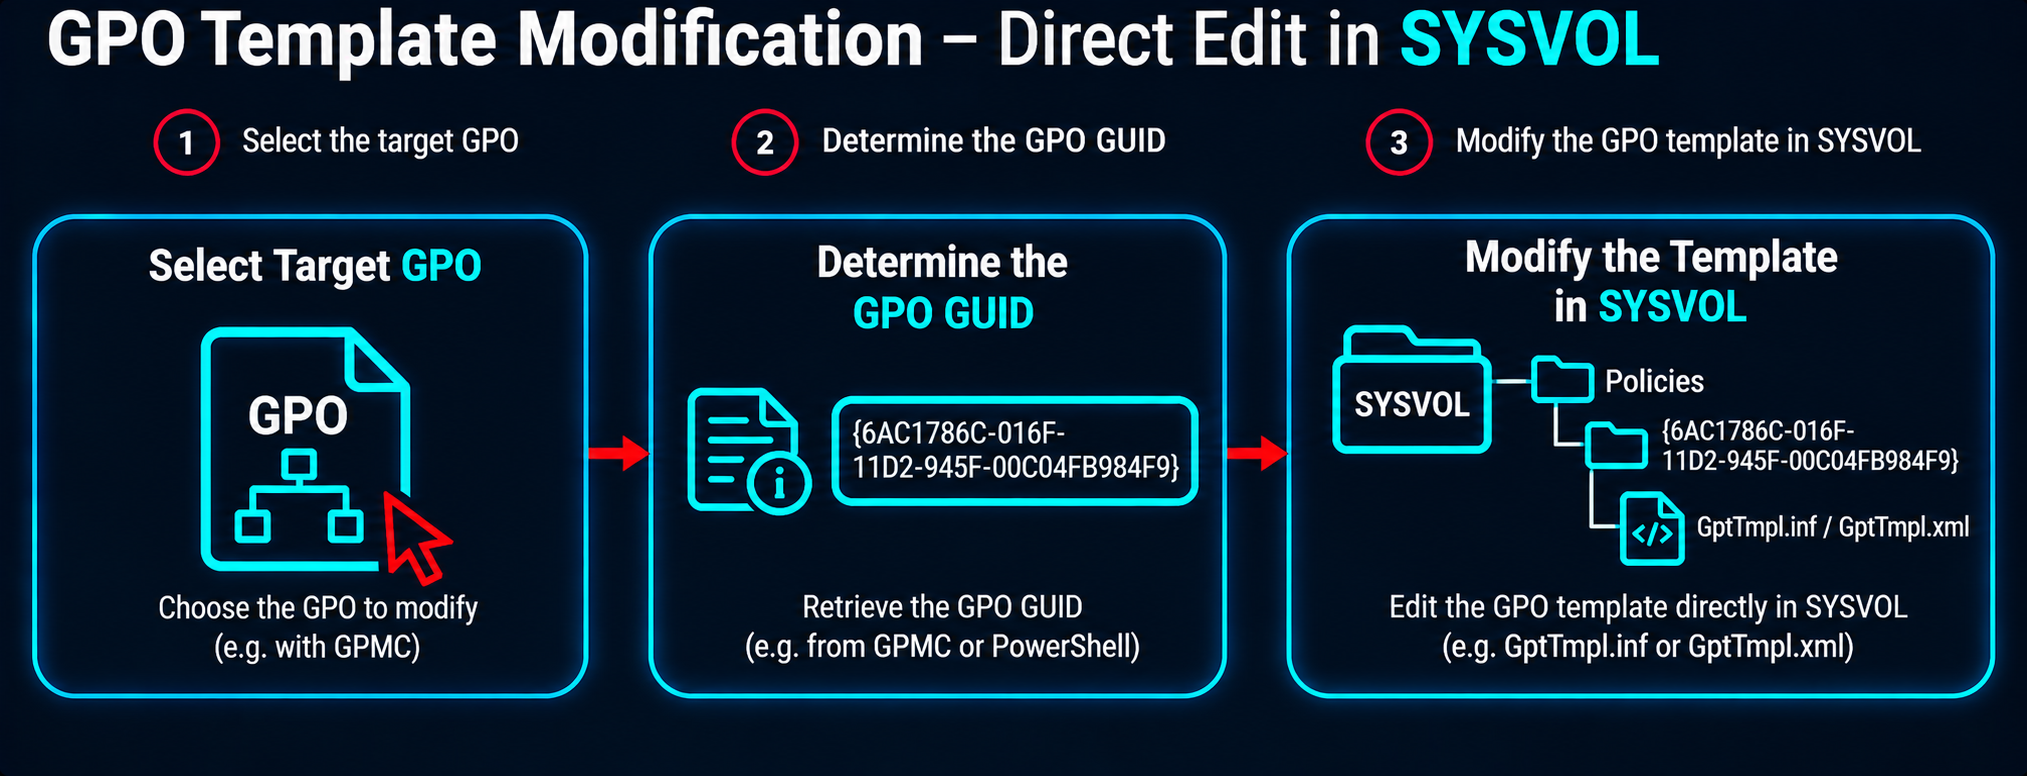 GPO Template Modification – Direct Edit in SYSVOL
1 Select the target GPO
2 Determine the GPO GUID
3 Modify the GPO template in SYSVOL
Select Target GPO
GPO
Choose the GPO to modify
(e.g. with GPMC)
Determine the
GPO GUID
i
{6AC1786C-016F-
11D2-945F-00C04FB984F9}
Retrieve the GPO GUID
(e.g. from GPMC or PowerShell)
Modify the Template
in SYSVOL
SYSVOL
Policies
{6AC1786C-016F-
11D2-945F-00C04FB984F9}
</>
GptTmpl.inf / GptTmpl.xml
Edit the GPO template directly in SYSVOL
(e.g. GptTmpl.inf or GptTmpl.xml)